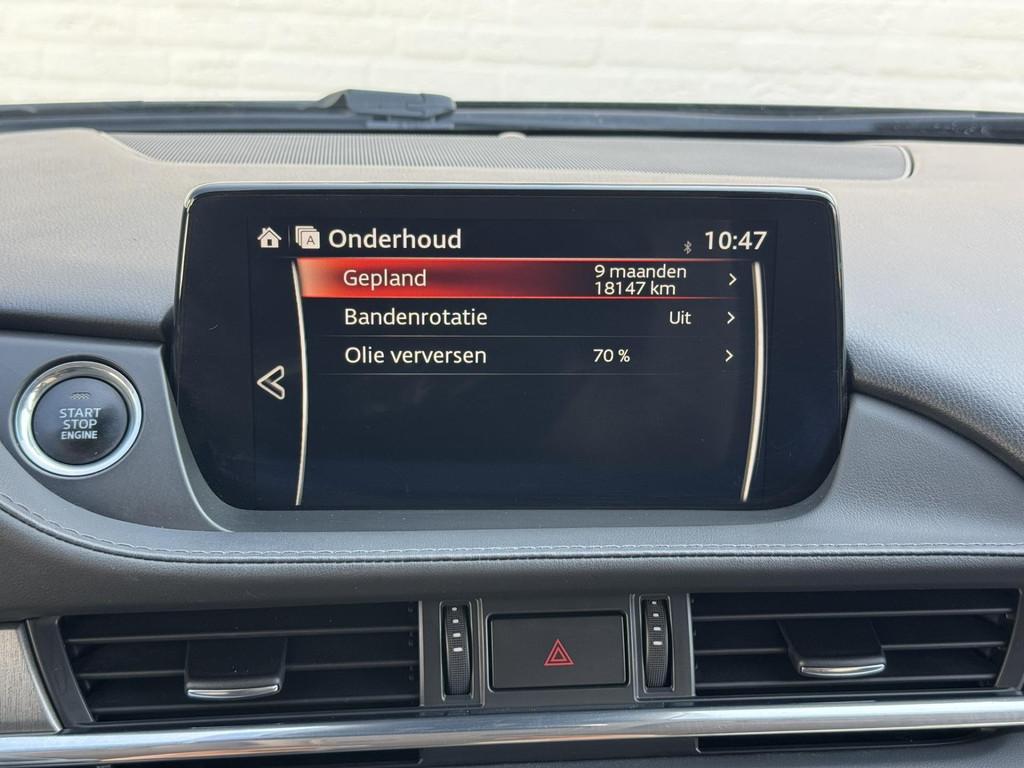 A Onderhoud 10:47
Gepland 9 maanden
18147 km
Bandenrotatie Uit
Olie verversen 70 %
START
STOP
ENGINE